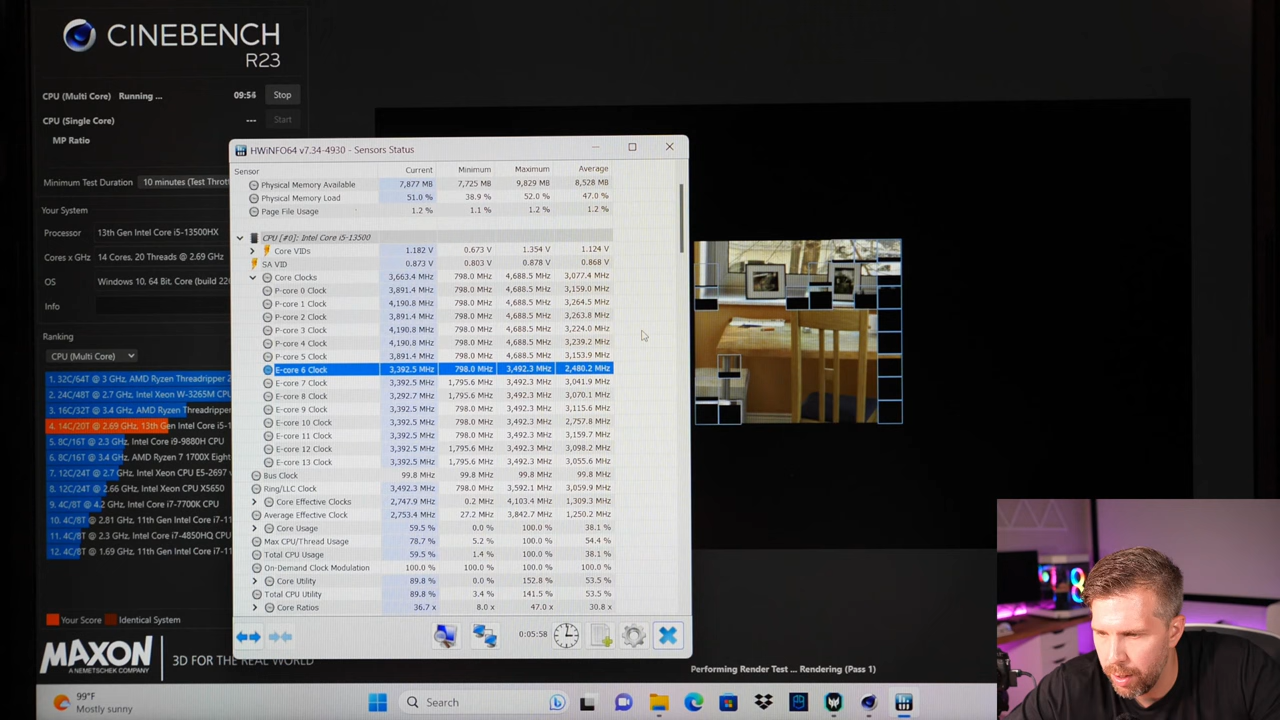 CINEBENCH
R23
CPU (Multi Core) Running ... 09:54 Stop
CPU (Single Core) --- Start
MP Ratio
Minimum Test Duration 10 minutes (Test Thrott
Your System
Processor 13th Gen Intel Core i5-13500HX
Cores x GHz 14 Cores, 20 Threads @ 2.69 GHz
OS Windows 10, 64 Bit, Core (build 220
Info
Ranking
CPU (Multi Core)
1. 32C/64T @ 3 GHz, AMD Ryzen Threadripper 2
2. 24C/48T @ 2.7 GHz, Intel Xeon W-3265M CPU
3. 16C/32T @ 3.4 GHz, AMD Ryzen Threadripper
4. 14C/20T @ 2.69 GHz, 13th Gen Intel Core i5-1
5. 8C/16T @ 2.3 GHz, Intel Core i9-9880H CPU
6. 8C/16T @ 3.4 GHz, AMD Ryzen 7 1700X Eight
7. 12C/24T @ 2.7 GHz, Intel Xeon CPU E5-2697 v
8. 12C/24T @ 2.66 GHz, Intel Xeon CPU X5650
9. 4C/8T @ 4.2 GHz, Intel Core i7-7700K CPU
10. 4C/8T @ 2.81 GHz, 11th Gen Intel Core i7-11
11. 4C/8T @ 2.3 GHz, Intel Core i7-4850HQ CPU
12. 4C/8T @ 1.69 GHz, 11th Gen Intel Core i7-11
Your Score Identical System
MAXON
A NEMETSCHEK COMPANY
3D FOR THE REAL WORLD
HWiNFO64 v7.34-4930 - Sensors Status
Sensor Current Minimum Maximum Average
Physical Memory Available 7,877 MB 7,725 MB 9,829 MB 8,528 MB
Physical Memory Load 51.0 % 38.9 % 52.0 % 47.0 %
Page File Usage 1.2 % 1.1 % 1.2 % 1.2 %
CPU [#0]: Intel Core i5-13500
Core VIDs 1.182 V 0.673 V 1.354 V 1.124 V
SA VID 0.873 V 0.803 V 0.878 V 0.868 V
Core Clocks 3,663.4 MHz 798.0 MHz 4,688.5 MHz 3,077.4 MHz
P-core 0 Clock 3,891.4 MHz 798.0 MHz 4,688.5 MHz 3,159.0 MHz
P-core 1 Clock 4,190.8 MHz 798.0 MHz 4,688.5 MHz 3,264.5 MHz
P-core 2 Clock 3,891.4 MHz 798.0 MHz 4,688.5 MHz 3,263.8 MHz
P-core 3 Clock 4,190.8 MHz 798.0 MHz 4,688.5 MHz 3,224.0 MHz
P-core 4 Clock 4,190.8 MHz 798.0 MHz 4,688.5 MHz 3,239.2 MHz
P-core 5 Clock 3,891.4 MHz 798.0 MHz 4,688.5 MHz 3,153.9 MHz
E-core 6 Clock 3,392.5 MHz 798.0 MHz 3,492.3 MHz 2,480.2 MHz
E-core 7 Clock 3,392.5 MHz 1,795.6 MHz 3,492.3 MHz 3,041.9 MHz
E-core 8 Clock 3,292.7 MHz 1,795.6 MHz 3,492.3 MHz 3,070.1 MHz
E-core 9 Clock 3,392.5 MHz 798.0 MHz 3,492.3 MHz 3,115.6 MHz
E-core 10 Clock 3,392.5 MHz 798.0 MHz 3,492.3 MHz 2,757.8 MHz
E-core 11 Clock 3,392.5 MHz 798.0 MHz 3,492.3 MHz 3,159.7 MHz
E-core 12 Clock 3,392.5 MHz 1,795.6 MHz 3,492.3 MHz 3,098.2 MHz
E-core 13 Clock 3,392.5 MHz 1,795.6 MHz 3,492.3 MHz 3,055.6 MHz
Bus Clock 99.8 MHz 99.8 MHz 99.8 MHz 99.8 MHz
Ring/LLC Clock 3,492.3 MHz 798.0 MHz 3,592.1 MHz 3,059.9 MHz
Core Effective Clocks 2,747.9 MHz 0.2 MHz 4,103.4 MHz 1,309.3 MHz
Average Effective Clock 2,753.4 MHz 27.2 MHz 3,842.7 MHz 1,250.2 MHz
Core Usage 59.5 % 0.0 % 100.0 % 38.1 %
Max CPU/Thread Usage 78.7 % 5.2 % 100.0 % 54.4 %
Total CPU Usage 59.5 % 1.4 % 100.0 % 38.1 %
On-Demand Clock Modulation 100.0 % 100.0 % 100.0 % 100.0 %
Core Utility 89.8 % 0.0 % 152.8 % 53.5 %
Total CPU Utility 89.8 % 3.4 % 141.5 % 53.5 %
Core Ratios 36.7 x 8.0 x 47.0 x 30.8 x
0:05:58
Performing Render Test ... Rendering (Pass 1)
99°F
Mostly sunny
Search